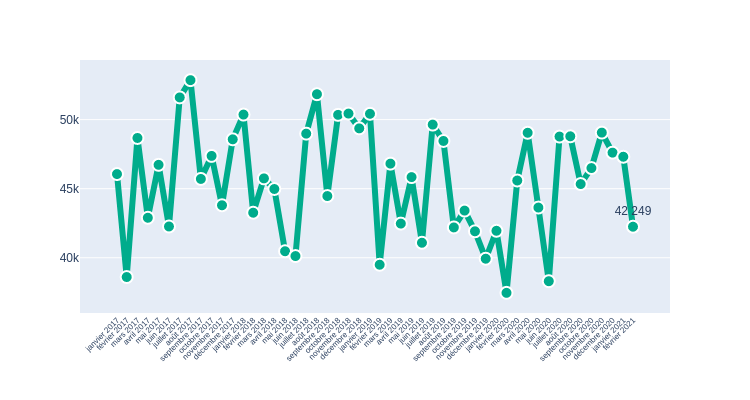 50k
45k
40k
42 249
janvier 2017
février 2017
mars 2017
avril 2017
mai 2017
juin 2017
juillet 2017
août 2017
septembre 2017
octobre 2017
novembre 2017
décembre 2017
janvier 2018
février 2018
mars 2018
avril 2018
mai 2018
juin 2018
juillet 2018
août 2018
septembre 2018
octobre 2018
novembre 2018
décembre 2018
janvier 2019
février 2019
mars 2019
avril 2019
mai 2019
juin 2019
juillet 2019
août 2019
septembre 2019
octobre 2019
novembre 2019
décembre 2019
janvier 2020
février 2020
mars 2020
avril 2020
mai 2020
juin 2020
juillet 2020
août 2020
septembre 2020
octobre 2020
novembre 2020
décembre 2020
janvier 2021
février 2021